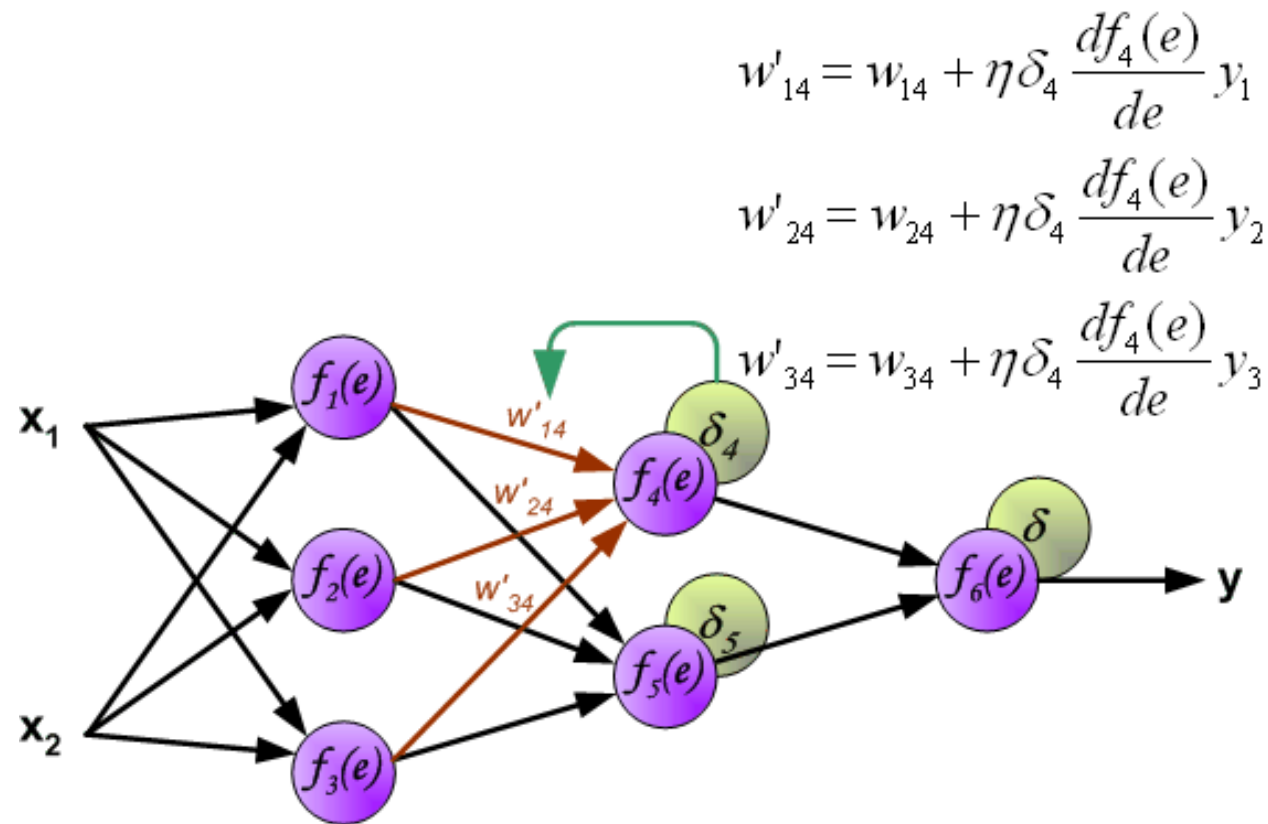 w'₁₄ = w₁₄ + ηδ₄ df₄(e)/de y₁
w'₂₄ = w₂₄ + ηδ₄ df₄(e)/de y₂
w'₃₄ = w₃₄ + ηδ₄ df₄(e)/de y₃
f₁(e)
x₁
w'₁₄
δ₄
f₄(e)
w'₂₄
δ
f₂(e)
f₆(e)
y
w'₃₄
δ₅
f₅(e)
x₂
f₃(e)